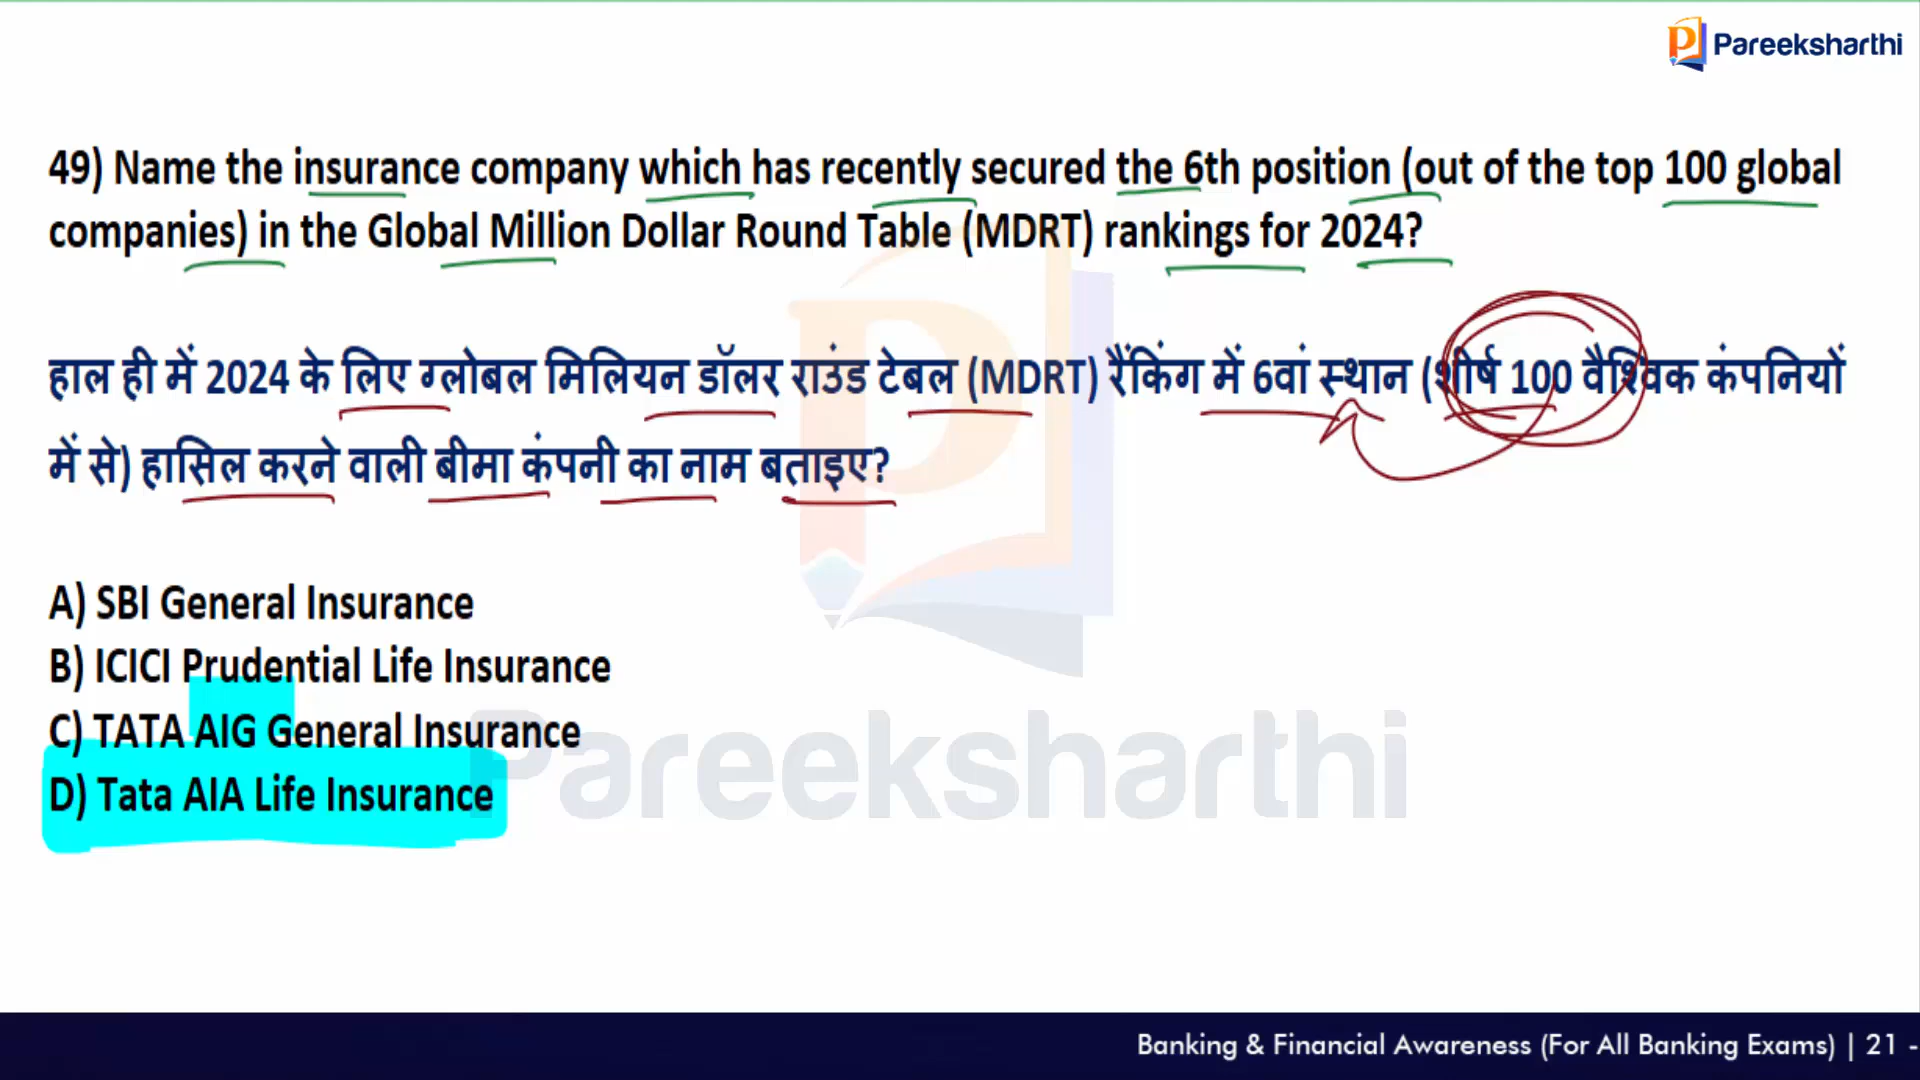 Pareeksharthi
49) Name the insurance company which has recently secured the 6th position (out of the top 100 global
companies) in the Global Million Dollar Round Table (MDRT) rankings for 2024?
हाल ही में 2024 के लिए ग्लोबल मिलियन डॉलर राउंड टेबल (MDRT) रैंकिंग में 6वां स्थान (शीर्ष 100 वैश्विक कंपनियों
में से) हासिल करने वाली बीमा कंपनी का नाम बताइए?
A) SBI General Insurance
B) ICICI Prudential Life Insurance
C) TATA AIG General Insurance
D) Tata AIA Life Insurance
Pareeksharthi
Banking & Financial Awareness (For All Banking Exams) | 21 -